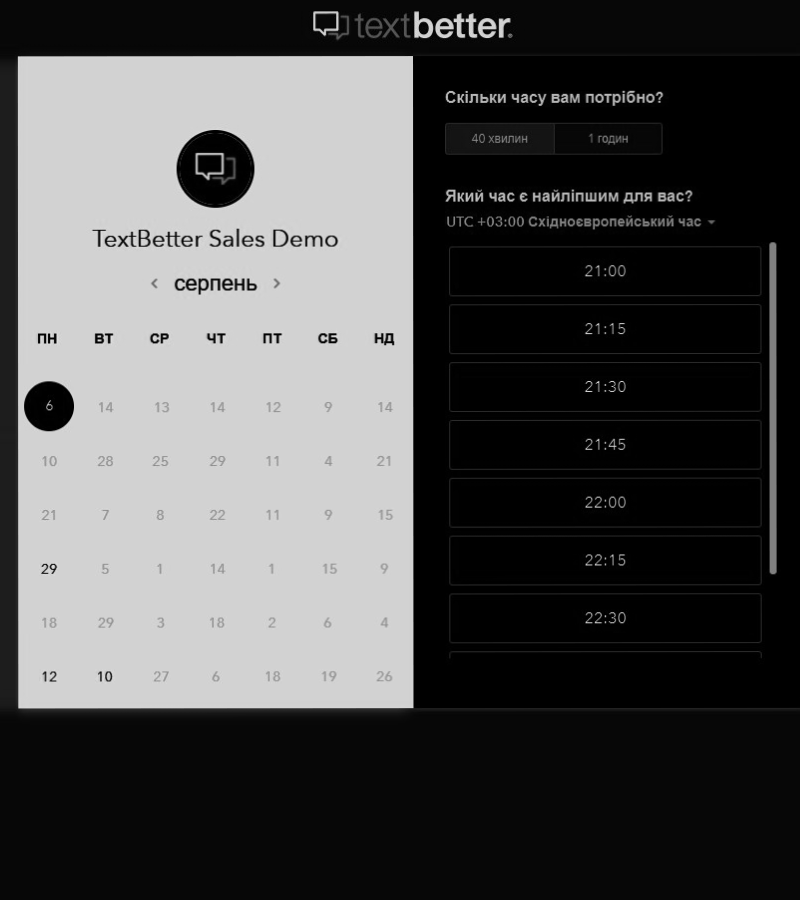 textbetter.
TextBetter Sales Demo
серпень
ПН ВТ СР ЧТ ПТ СБ НД
6 14 13 14 12 9 14
10 28 25 29 11 4 21
21 7 8 22 11 9 15
29 5 1 14 1 15 9
18 29 3 18 2 6 4
12 10 27 6 18 19 26
Скільки часу вам потрібно?
40 хвилин 1 годин
Який час є найліпшим для вас?
UTC +03:00 Східноєвропейський час
21:00
21:15
21:30
21:45
22:00
22:15
22:30